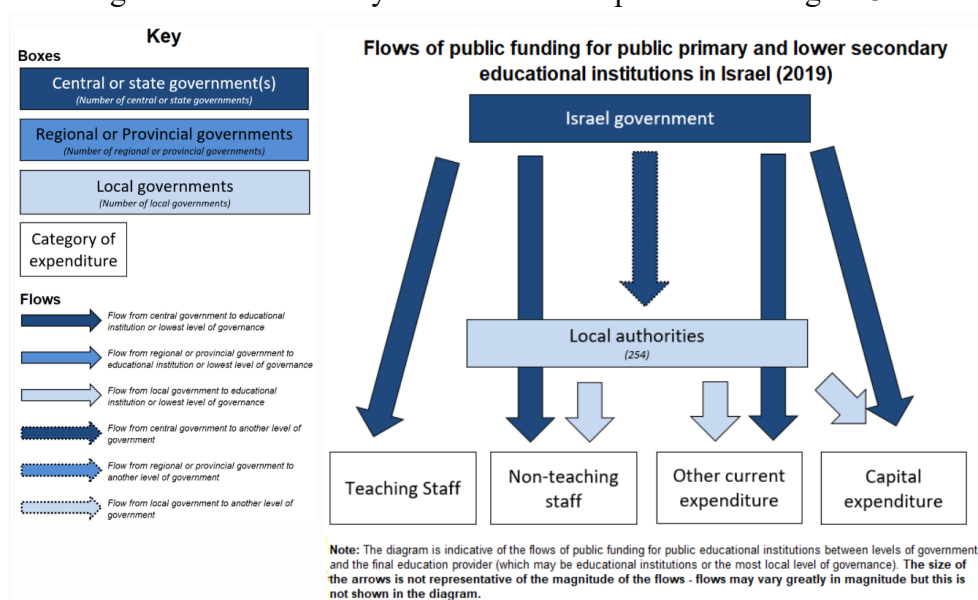 Key
Boxes
Central or state government(s)
(Number of central or state governments)
Regional or Provincial governments
(Number of regional or provincial governments)
Local governments
(Number of local governments)
Category of
expenditure
Flows
Flow from central government to educational
institution or lowest level of governance
Flow from regional or provincial government to
educational institution or lowest level of governance
Flow from local government to educational
institution or lowest level of governance
Flow from central government to another level of
government
Flow from regional or provincial government to
another level of government
Flow from local government to another level of
government
Flows of public funding for public primary and lower secondary
educational institutions in Israel (2019)
Israel government
Local authorities
(254)
Teaching Staff
Non-teaching
staff
Other current
expenditure
Capital
expenditure
Note: The diagram is indicative of the flows of public funding for public educational institutions between levels of government
and the final education provider (which may be educational institutions or the most local level of governance). The size of
the arrows is not representative of the magnitude of the flows - flows may vary greatly in magnitude but this is
not shown in the diagram.